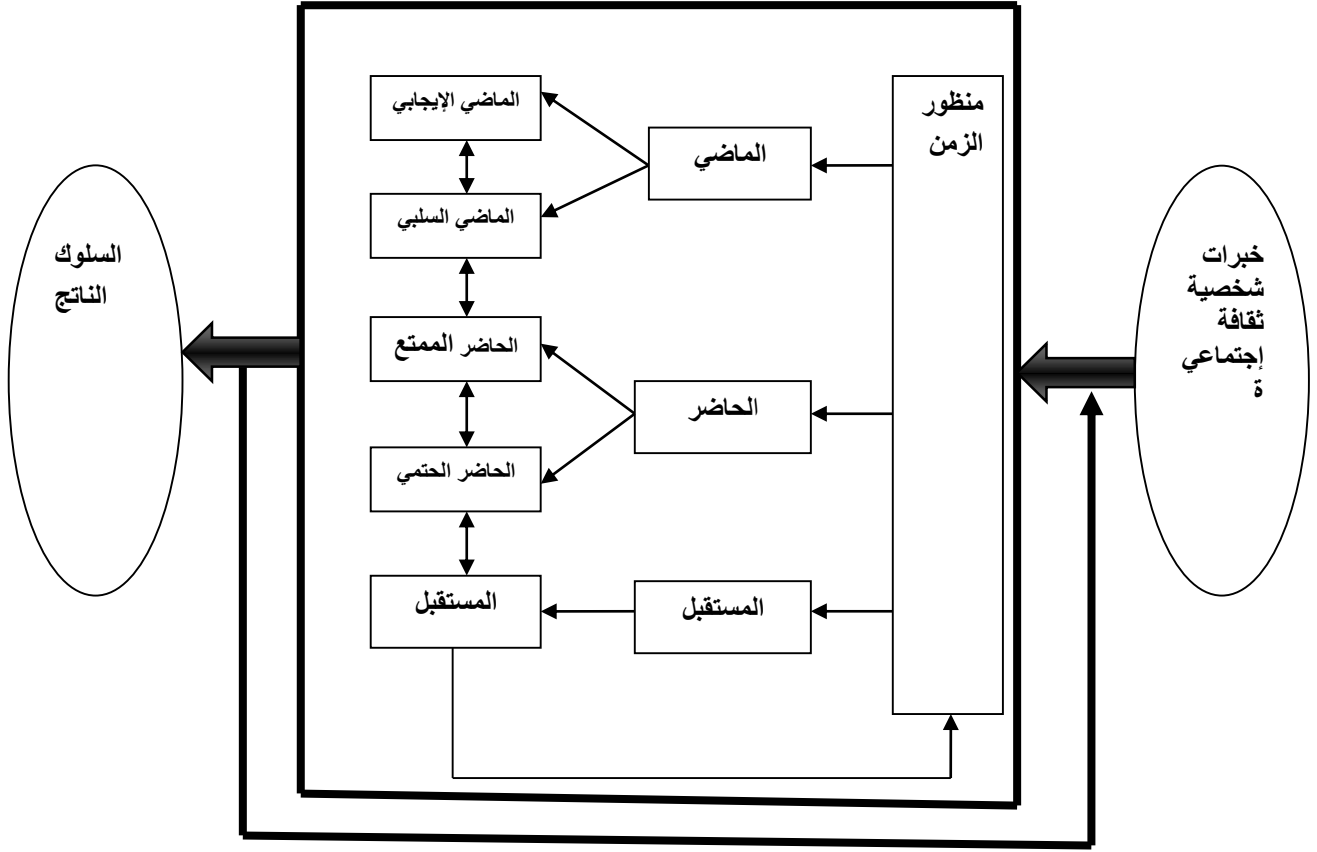 خبرات
شخصية
ثقافة
إجتماعي
ة
منظور
الزمن
الماضي
الماضي الإيجابي
الماضي السلبي
الحاضر
الحاضر الممتع
الحاضر الحتمي
المستقبل
المستقبل
السلوك
الناتج